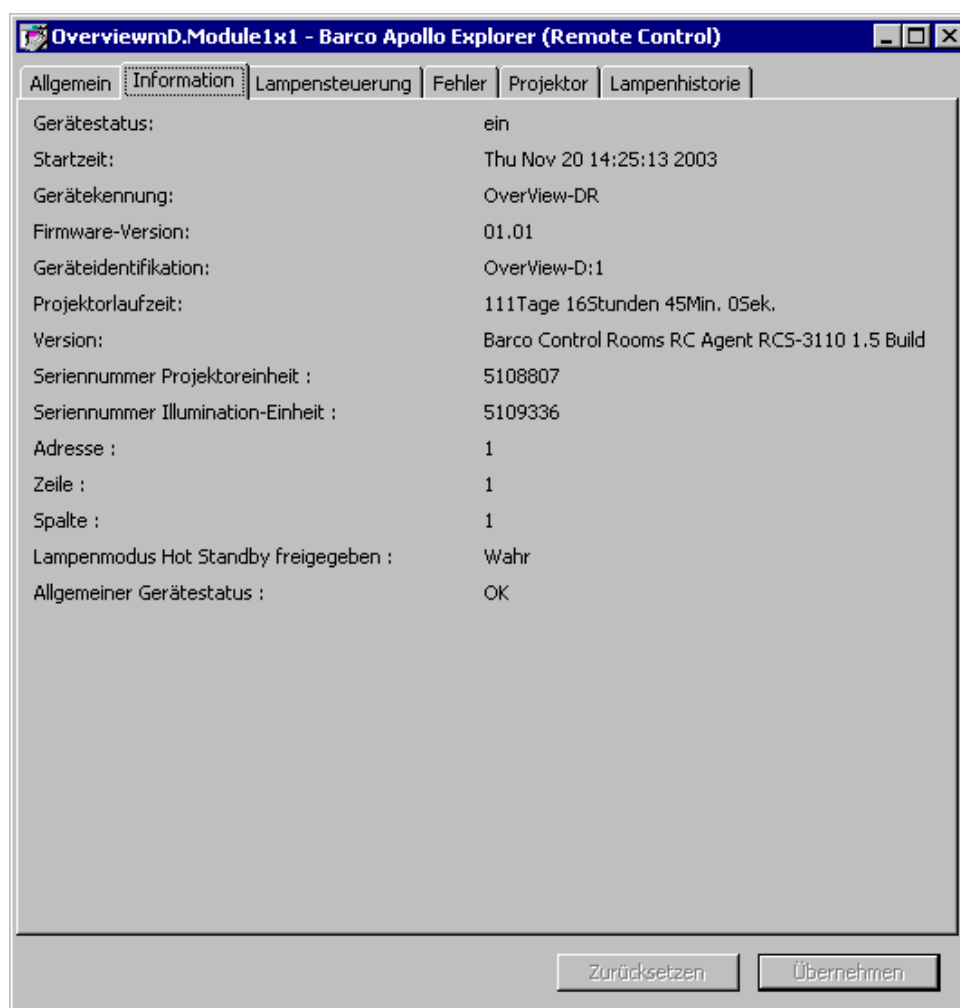 OverviewmD.Module1x1 - Barco Apollo Explorer (Remote Control)
Allgemein Information Lampensteuerung Fehler Projektor Lampenhistorie
Gerätestatus: ein
Startzeit: Thu Nov 20 14:25:13 2003
Gerätekennung: OverView-DR
Firmware-Version: 01.01
Geräteidentifikation: OverView-D:1
Projektorlaufzeit: 111Tage 16Stunden 45Min. 0Sek.
Version: Barco Control Rooms RC Agent RCS-3110 1.5 Build
Seriennummer Projektoreinheit : 5108807
Seriennummer Illumination-Einheit : 5109336
Adresse : 1
Zeile : 1
Spalte : 1
Lampenmodus Hot Standby freigegeben : Wahr
Allgemeiner Gerätestatus : OK
Zurücksetzen Übernehmen